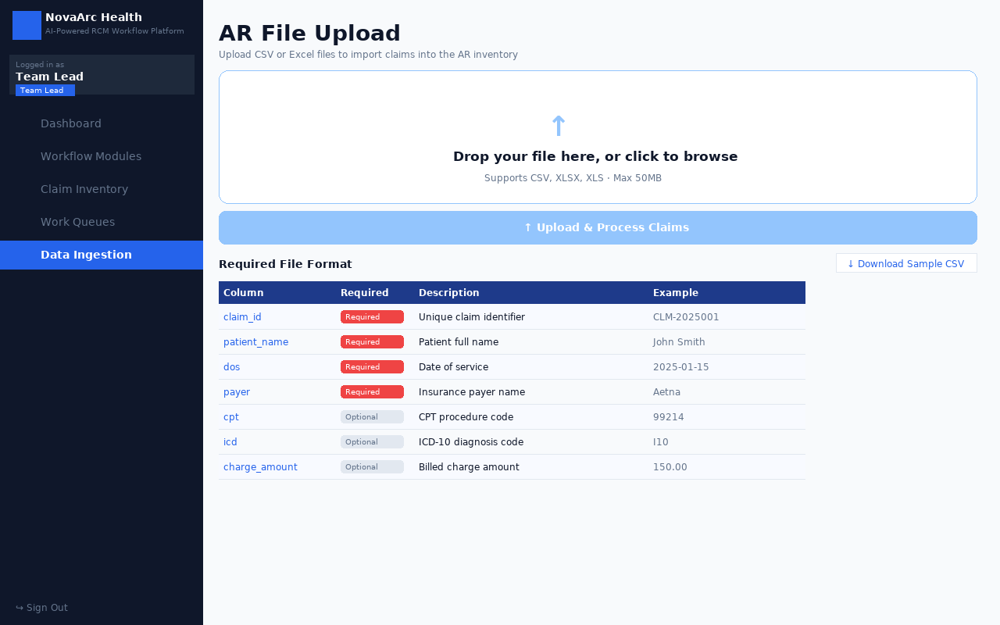 NovaArc Health
AI-Powered RCM Workflow Platform
Logged in as
Team Lead
Team Lead
Dashboard
Workflow Modules
Claim Inventory
Work Queues
Data Ingestion
↪ Sign Out
AR File Upload
Upload CSV or Excel files to import claims into the AR inventory
↑
Drop your file here, or click to browse
Supports CSV, XLSX, XLS · Max 50MB
↑ Upload & Process Claims
Required File Format
↓ Download Sample CSV
Column Required Description Example
claim_id Required Unique claim identifier CLM-2025001
patient_name Required Patient full name John Smith
dos Required Date of service 2025-01-15
payer Required Insurance payer name Aetna
cpt Optional CPT procedure code 99214
icd Optional ICD-10 diagnosis code I10
charge_amount Optional Billed charge amount 150.00